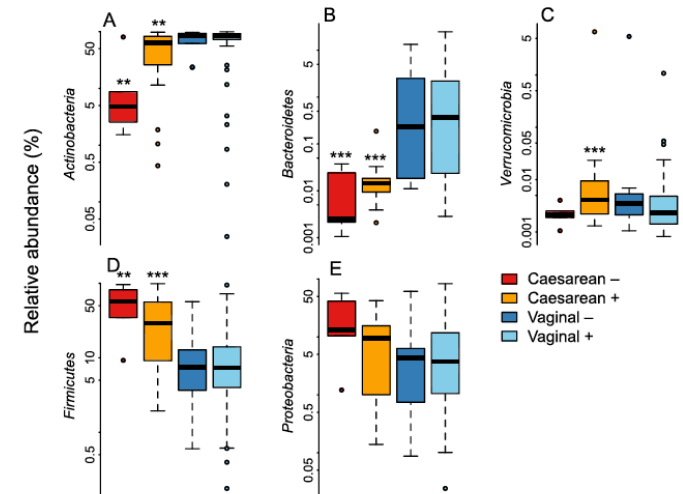 A
**
**
50
5
0.5
0.05
Actinobacteria
B
***
***
5
0.5
0.1
0.01
0.001
Bacteroidetes
C
***
5
0.5
0.05
0.01
0.001
Verrucomicrobia
Relative abundance (%)
D
**
***
50
10
5
0.5
Firmicutes
E
50
5
0.5
0.05
Proteobacteria
Caesarean –
Caesarean +
Vaginal –
Vaginal +